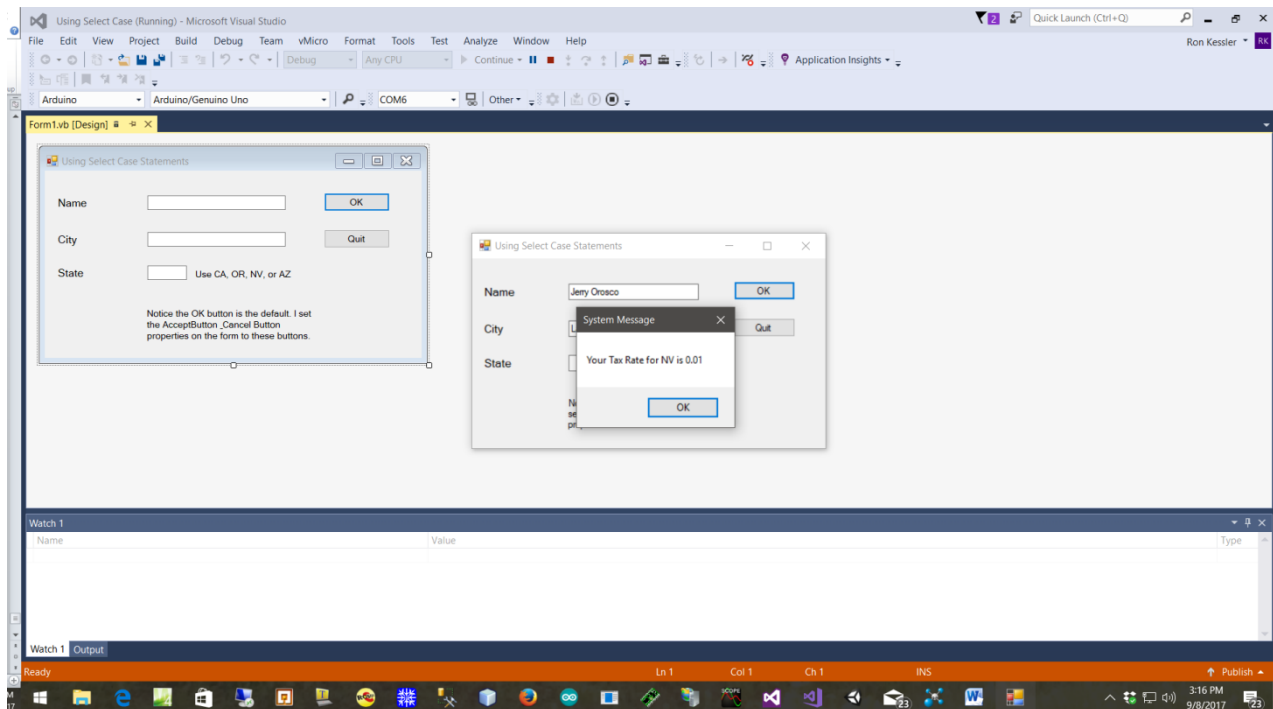 Using Select Case (Running) - Microsoft Visual Studio
2
Quick Launch (Ctrl+Q)
File Edit View Project Build Debug Team vMicro Format Tools Test Analyze Window Help
Ron Kessler RK
Debug Any CPU Continue Application Insights
Arduino Arduino/Genuino Uno COM6 Other
Form1.vb [Design]
Using Select Case Statements
Name
OK
City
Quit
State
Use CA, OR, NV, or AZ
Notice the OK button is the default. I set
the AcceptButton _Cancel Button
properties on the form to these buttons.
Using Select Case Statements
Name
Jerry Orosco
OK
City
Quit
State
System Message
Your Tax Rate for NV is 0.01
OK
Watch 1
Name Value Type
Watch 1 Output
Ready Ln 1 Col 1 Ch 1 INS Publish
23
3:16 PM
9/8/2017
23